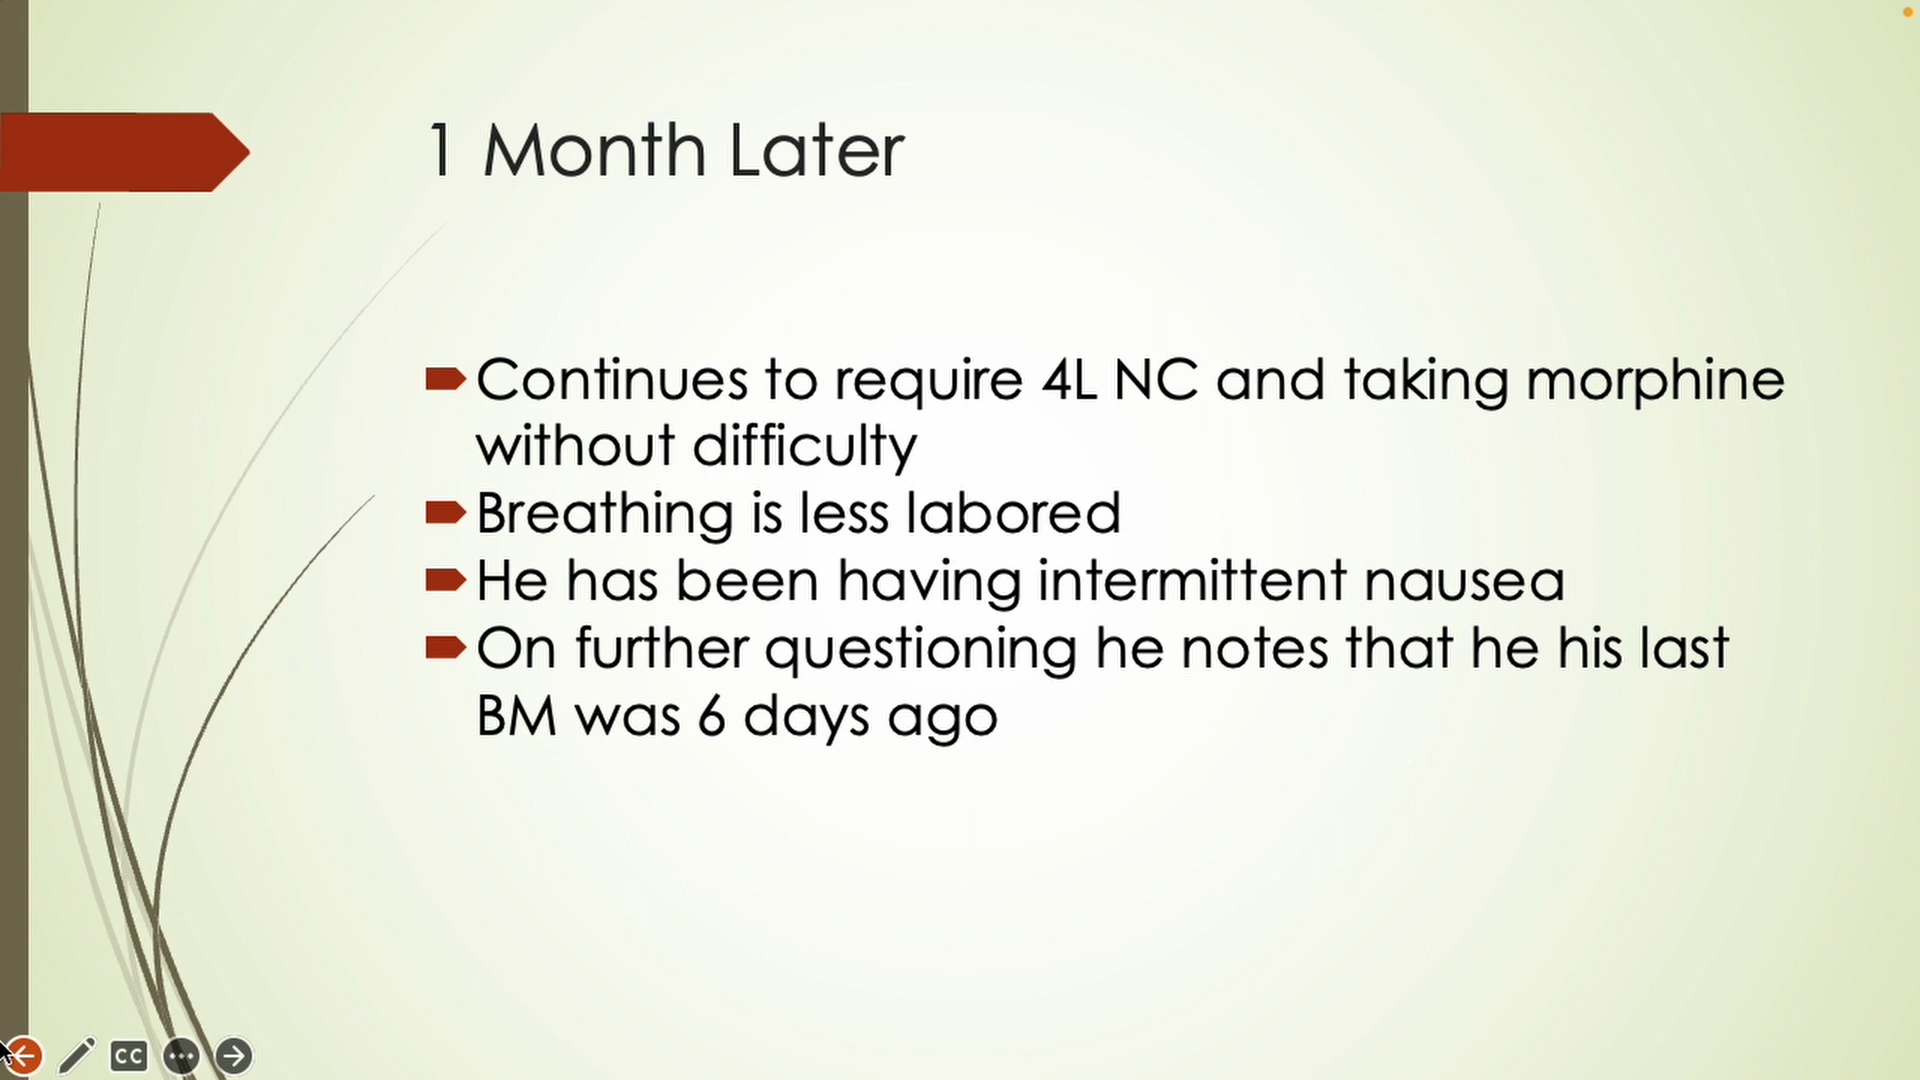 1 Month Later
Continues to require 4L NC and taking morphine
without difficulty
Breathing is less labored
He has been having intermittent nausea
On further questioning he notes that he his last
BM was 6 days ago
CC